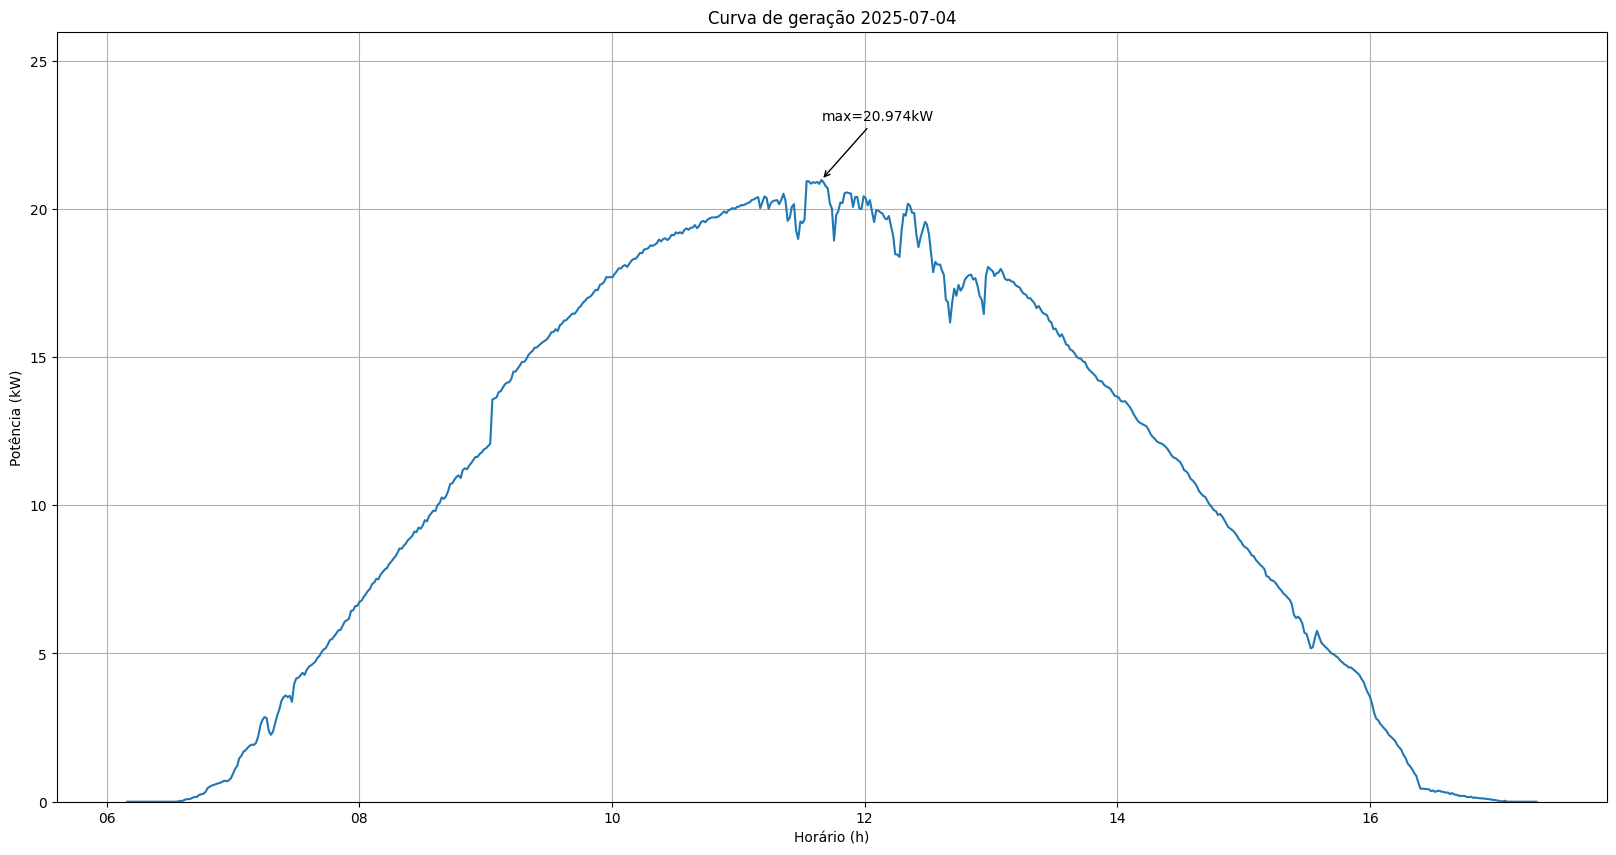 Curva de geração 2025-07-04
25
max=20.974kW
20
15
Potência (kW)
10
5
0
06 08 10 12 14 16
Horário (h)